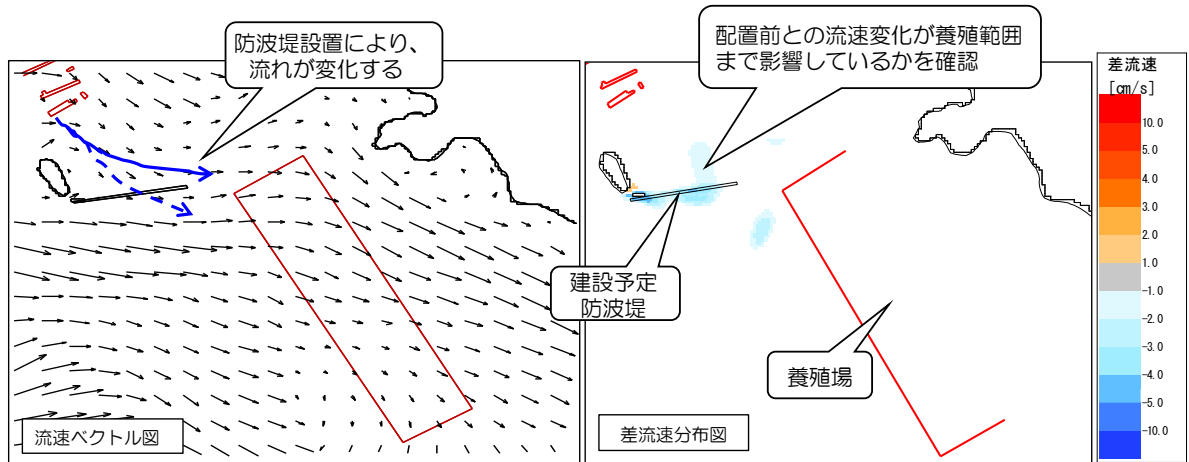 防波堤設置により、
流れが変化する
流速ベクトル図
配置前との流速変化が養殖範囲
まで影響しているかを確認
建設予定
防波堤
養殖場
差流速分布図
差流速
[cm/s]
10.0
5.0
4.0
3.0
2.0
1.0
-1.0
-2.0
-3.0
-4.0
-5.0
-10.0